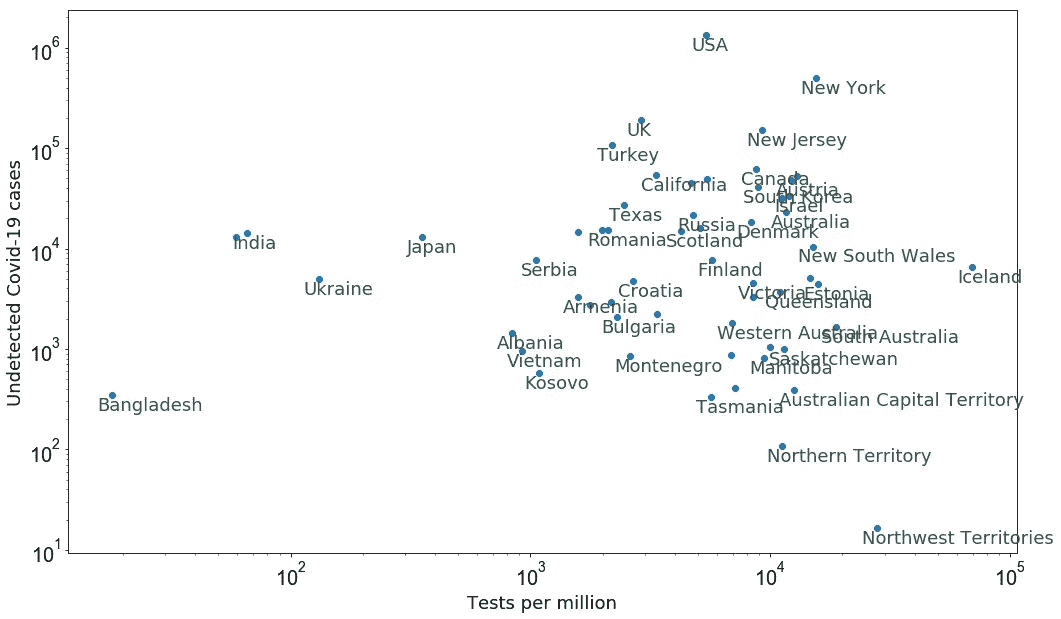 10^6
USA
New York
UK
New Jersey
10^5
Turkey
Canada
California
Austria
South Korea
Israel
Texas
Australia
Russia
Denmark
Romania
Scotland
10^4
India
Japan
New South Wales
Serbia
Finland
Iceland
Ukraine
Croatia
Victoria
Estonia
Queensland
Armenia
Bulgaria
Western Australia
South Australia
Albania
10^3
Vietnam
Saskatchewan
Montenegro
Manitoba
Kosovo
Bangladesh
Tasmania
Australian Capital Territory
10^2
Northern Territory
Northwest Territories
10^1
10^2
10^3
10^4
10^5
Tests per million
Undetected Covid-19 cases